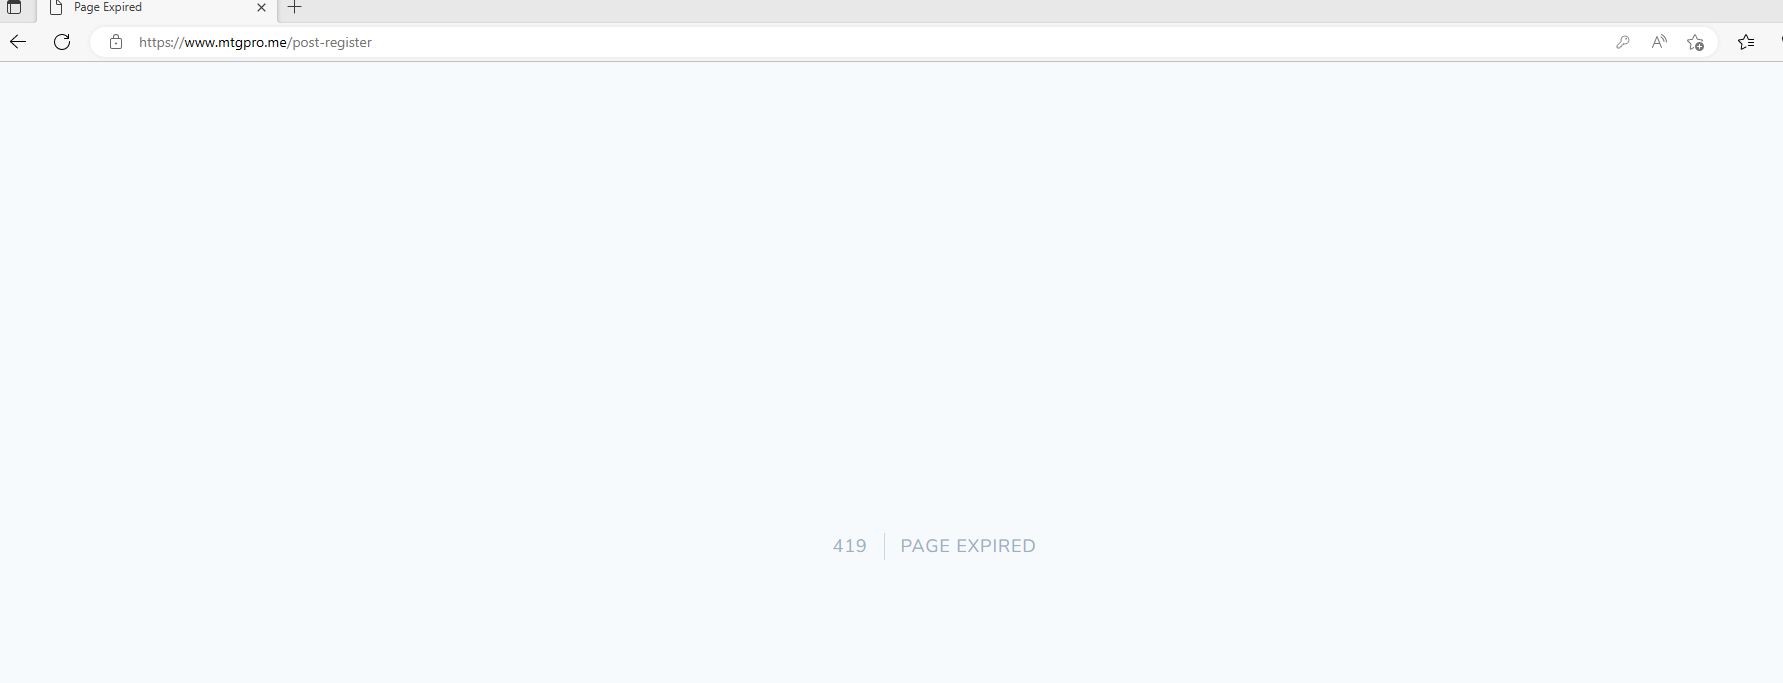 Page Expired
https://www.mtgpro.me/post-register
419 PAGE EXPIRED